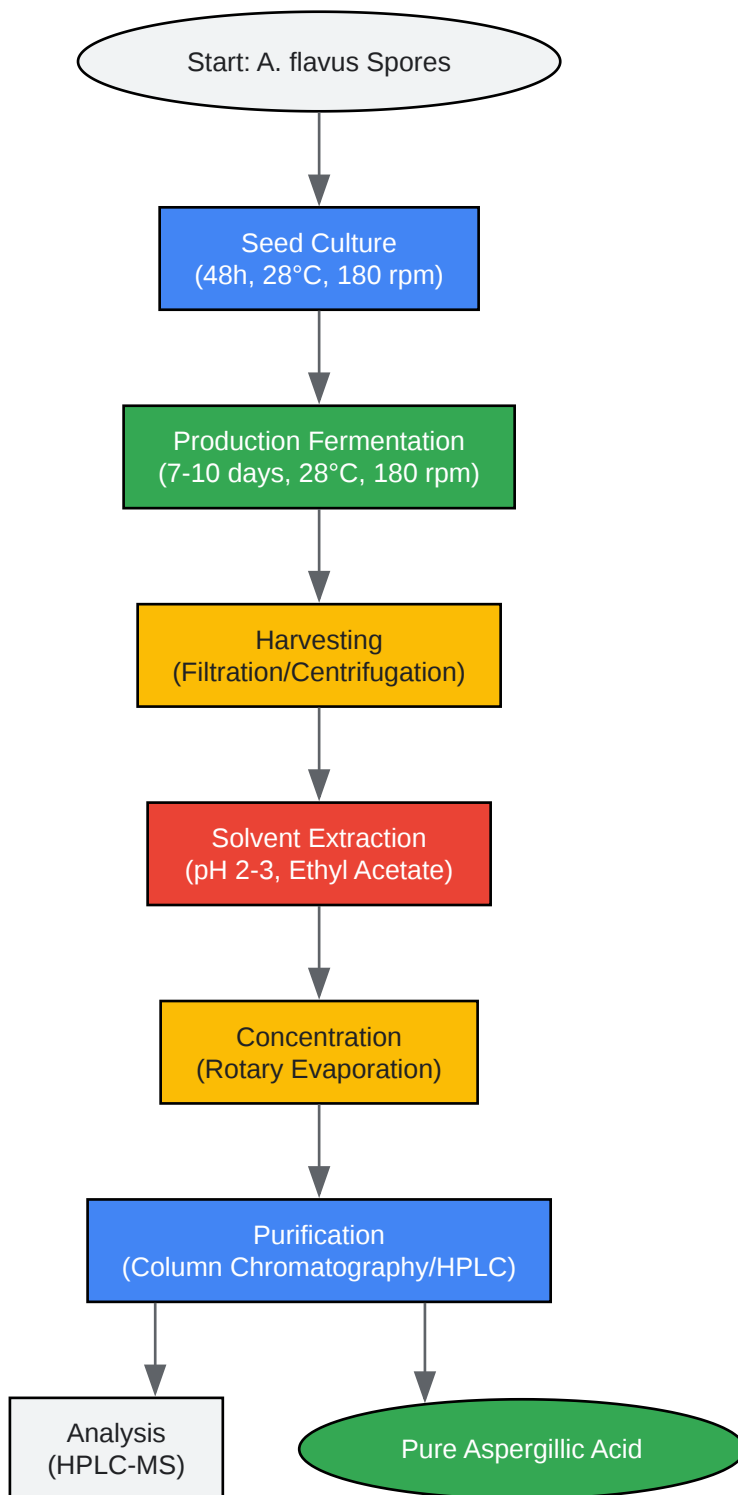 Start: A. flavus Spores
Seed Culture
(48h, 28°C, 180 rpm)
Production Fermentation
(7-10 days, 28°C, 180 rpm)
Harvesting
(Filtration/Centrifugation)
Solvent Extraction
(pH 2-3, Ethyl Acetate)
Concentration
(Rotary Evaporation)
Purification
(Column Chromatography/HPLC)
Analysis
(HPLC-MS)
Pure Aspergillic Acid